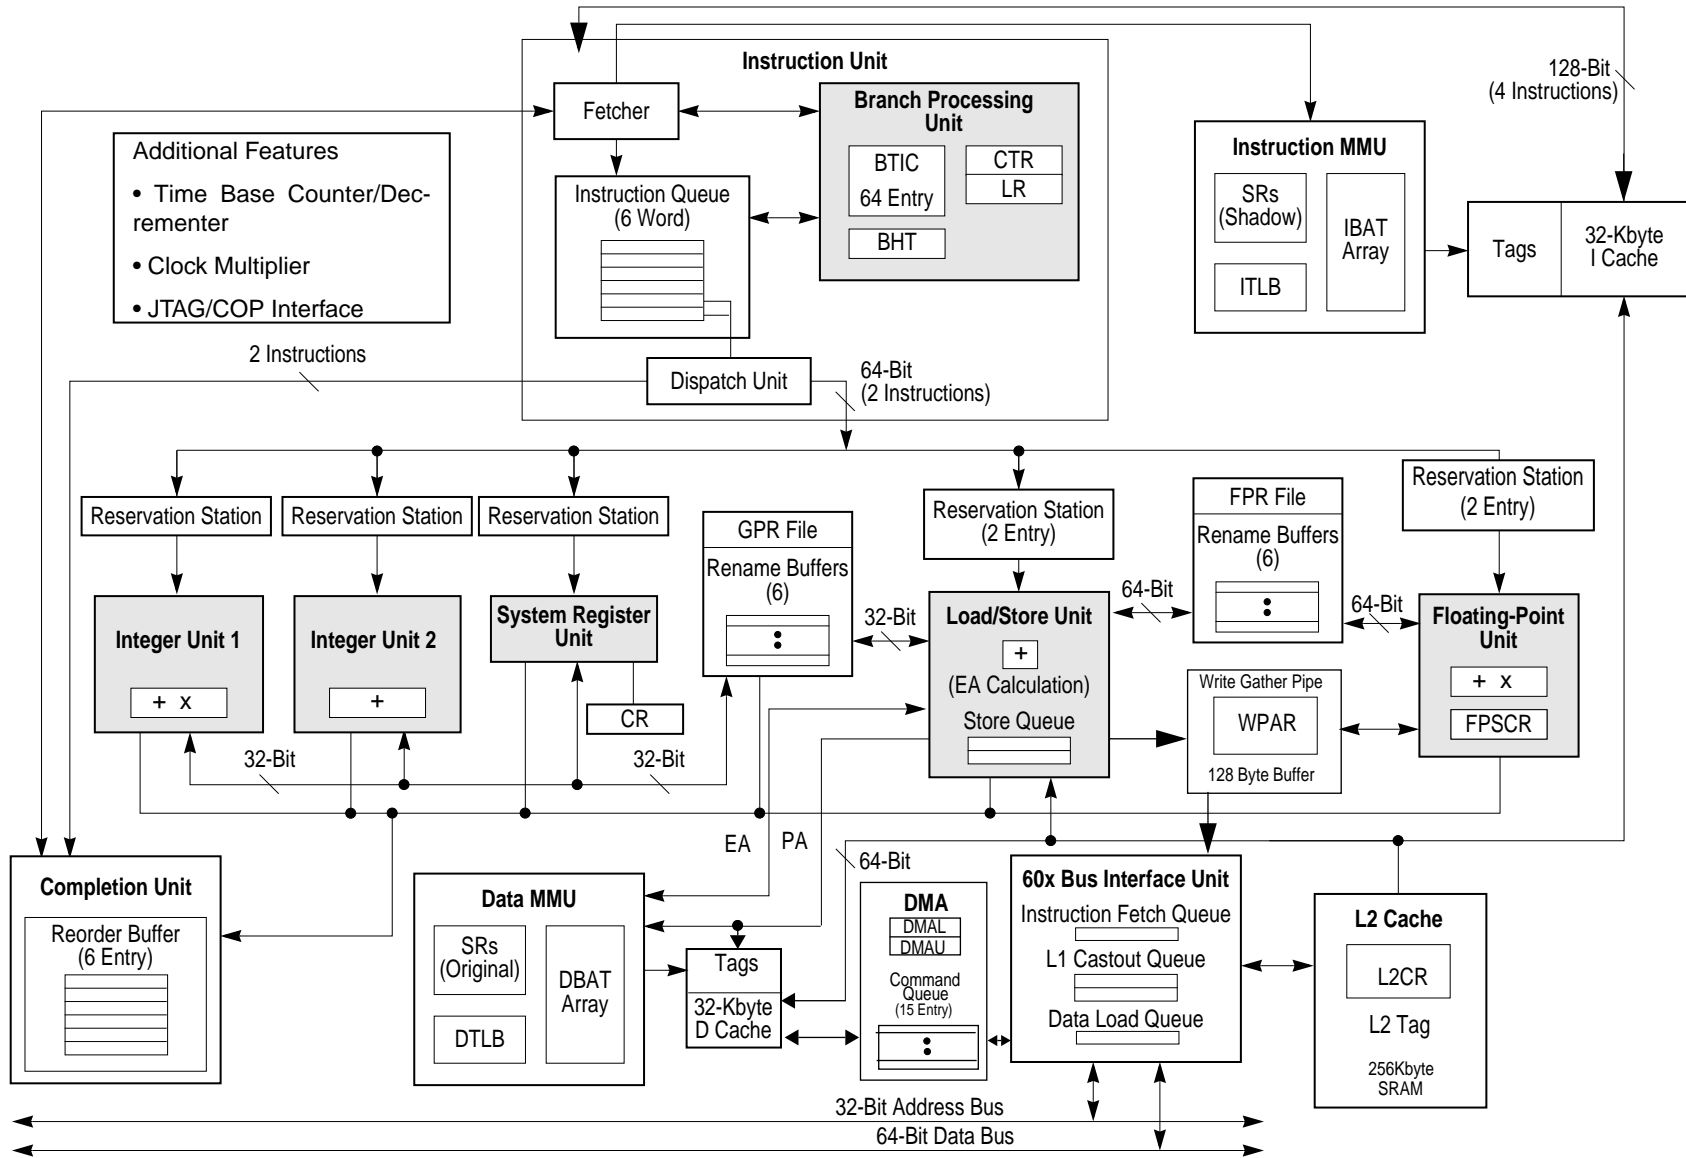 Instruction Unit
128-Bit
(4 Instructions)
Fetcher
Branch Processing
Unit
BTIC
64 Entry
CTR
LR
BHT
Instruction Queue
(6 Word)
Additional Features
• Time Base Counter/Dec-
rementer
• Clock Multiplier
• JTAG/COP Interface
Instruction MMU
SRs
(Shadow)
ITLB
IBAT
Array
Tags
32-Kbyte
I Cache
2 Instructions
Dispatch Unit
64-Bit
(2 Instructions)
Reservation Station
Reservation Station
Reservation Station
GPR File
Rename Buffers
(6)
Reservation Station
(2 Entry)
FPR File
Rename Buffers
(6)
Reservation Station
(2 Entry)
Integer Unit 1
+ x
Integer Unit 2
+
System Register
Unit
CR
32-Bit
32-Bit
32-Bit
Load/Store Unit
+
(EA Calculation)
Store Queue
64-Bit
64-Bit
Floating-Point
Unit
+ x
FPSCR
Write Gather Pipe
WPAR
128 Byte Buffer
EA
PA
64-Bit
Completion Unit
Reorder Buffer
(6 Entry)
Data MMU
SRs
(Original)
DTLB
DBAT
Array
Tags
32-Kbyte
D Cache
DMA
DMAL
DMAU
Command
Queue
(15 Entry)
60x Bus Interface Unit
Instruction Fetch Queue
L1 Castout Queue
Data Load Queue
L2 Cache
L2CR
L2 Tag
256Kbyte
SRAM
32-Bit Address Bus
64-Bit Data Bus